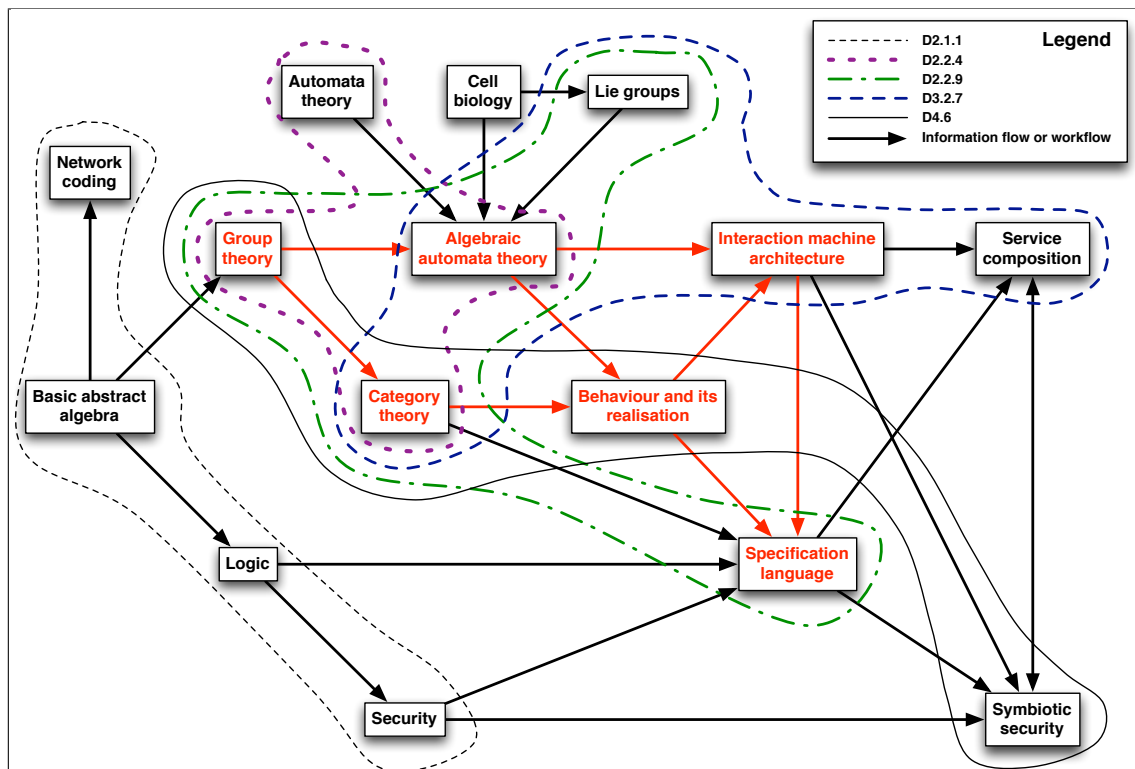 Legend
D2.1.1
D2.2.4
D2.2.9
D3.2.7
D4.6
Information flow or workflow
Automata
theory
Cell
biology
Lie groups
Network
coding
Group
theory
Algebraic
automata theory
Interaction machine
architecture
Service
composition
Basic abstract
algebra
Category
theory
Behaviour and its
realisation
Logic
Specification
language
Security
Symbiotic
security